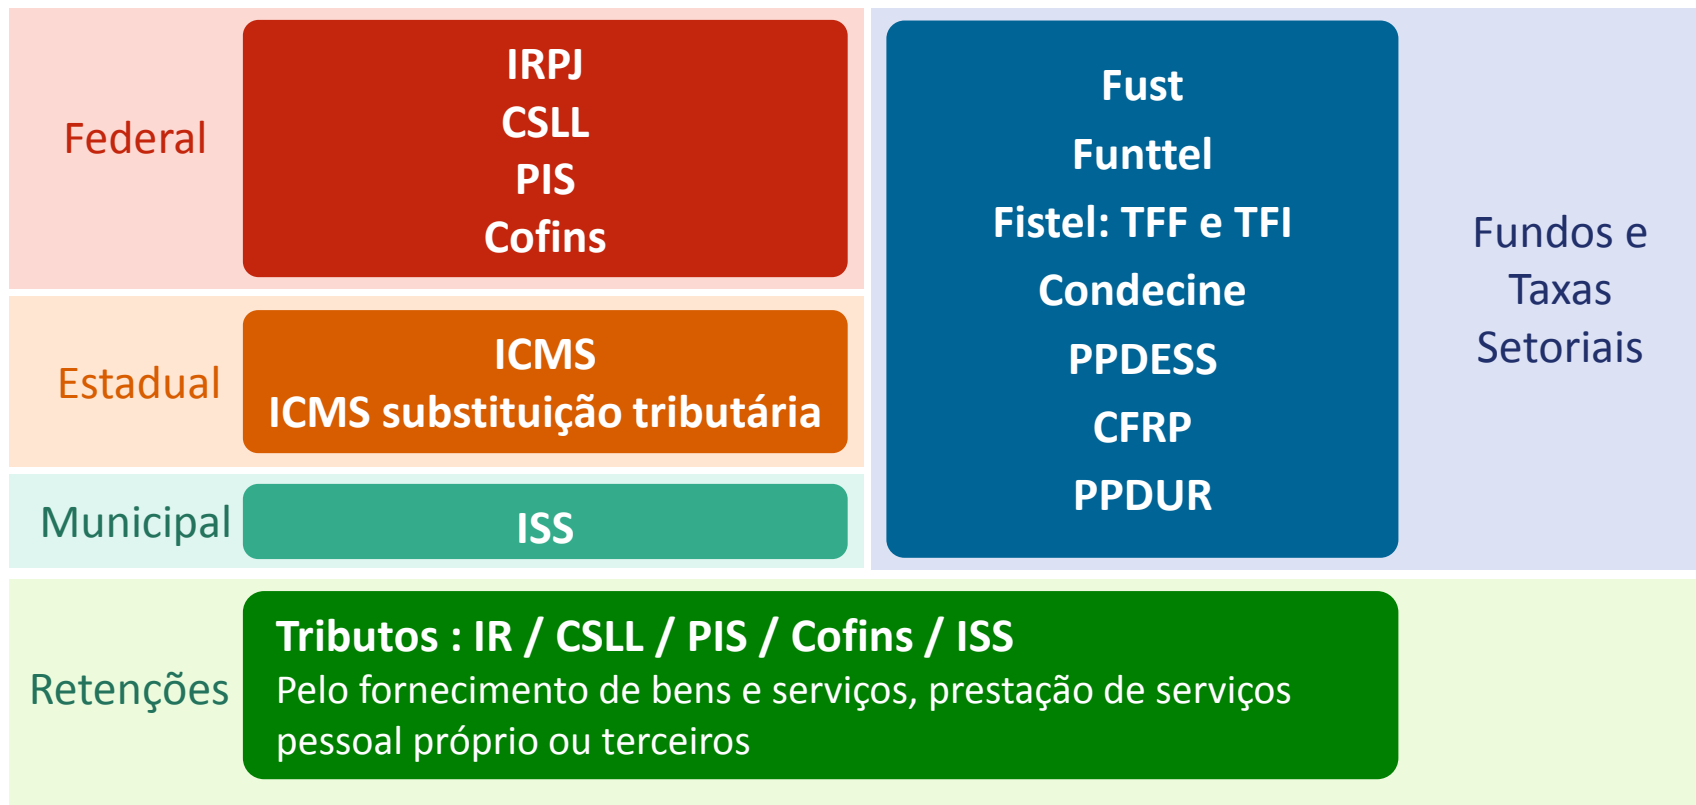 Federal
IRPJ
CSLL
PIS
Cofins
Estadual
ICMS
ICMS substituição tributária
Municipal
ISS
Fust
Funttel
Fistel: TFF e TFI
Condecine
PPDESS
CFRP
PPDUR
Fundos e
Taxas
Setoriais
Retenções
Tributos : IR / CSLL / PIS / Cofins / ISS
Pelo fornecimento de bens e serviços, prestação de serviços
pessoal próprio ou terceiros